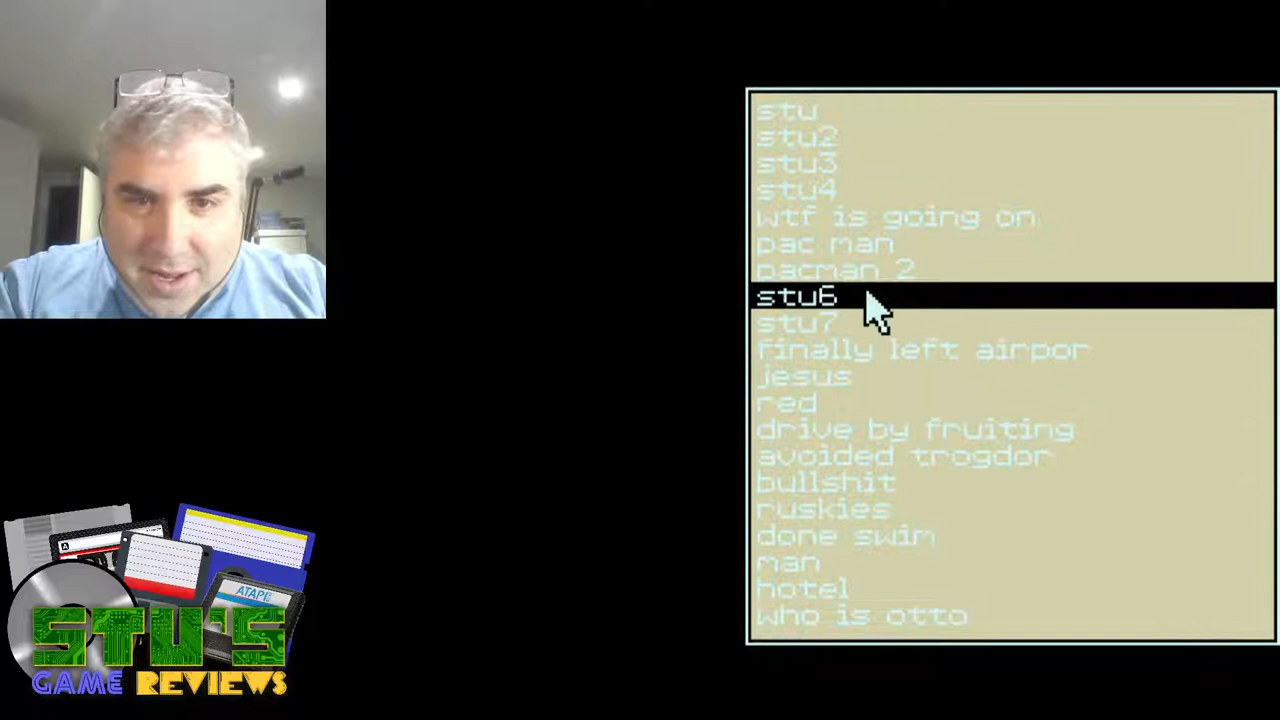 stu
stu2
stu3
stu4
wtf is going on
pac man
pacman 2
stu6
stu7
finally left airpor
jesus
red
drive by fruiting
avoided trogdor
bullshit
ruskies
done swim
man
hotel
who is otto
A
ATARI
STU'S
GAME REVIEWS